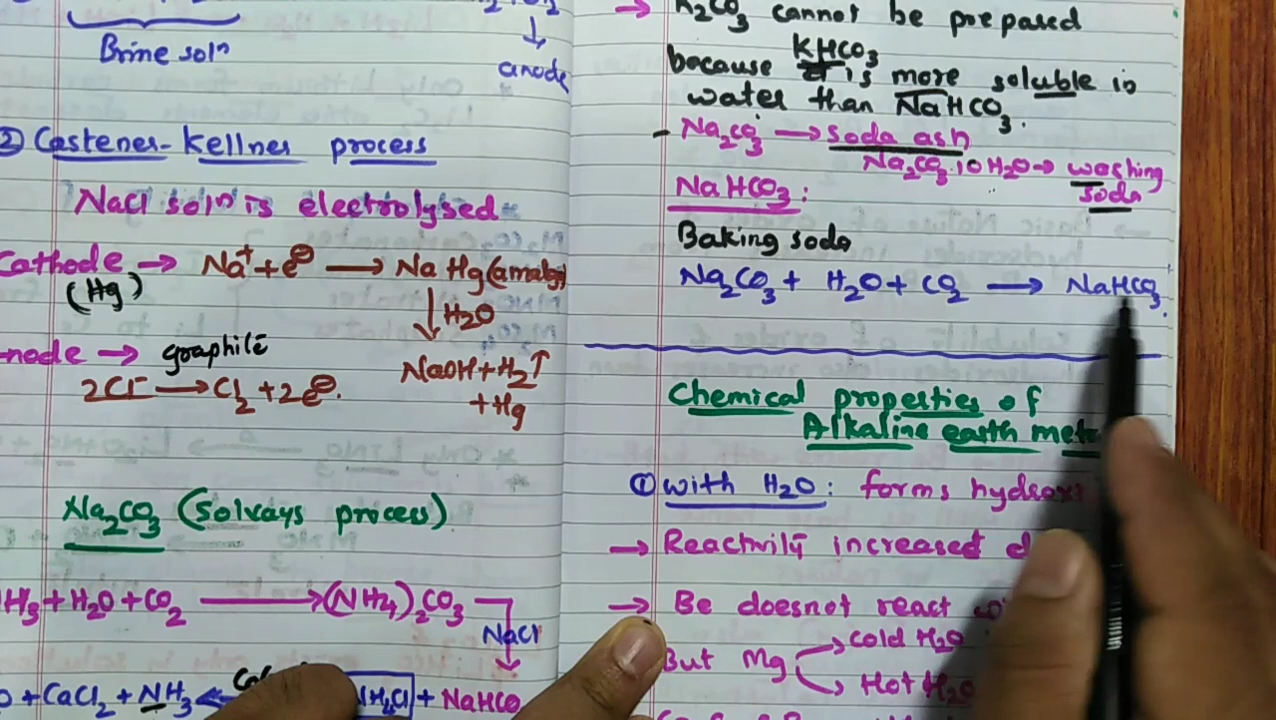 Brine solⁿ
anode
② Castener-Kellner process
NaCl solⁿ is electrolysed
Cathode → Na⁺ + e⊖ → Na Hg (amalg)
(Hg)
↓ H₂O
node → graphite
NaOH + H₂↑
2Cl⁻ → Cl₂ + 2e⊖.
+ Hg
Na₂CO₃ (Solvays process)
H₃ + H₂O + CO₂ → (NH₄)₂CO₃
NaCl
O + CaCl₂ + NH₃ ← + NaHCO
→ K₂CO₃ cannot be prepased
KHCO₃
because is more soluble in
water than NaHCO₃.
- Na₂CO₃ → soda ash
Na₂CO₃.10H₂O → washing
soda
NaHCO₃:
Baking soda
Na₂CO₃ + H₂O + CO₂ → NaHCO₃.
Chemical properties of
Alkaline earth met
① with H₂O: forms hydrox
→ Reactivity increased d
→ Be doesnot react
→ cold H₂O
But Mg
→ Hot H₂O